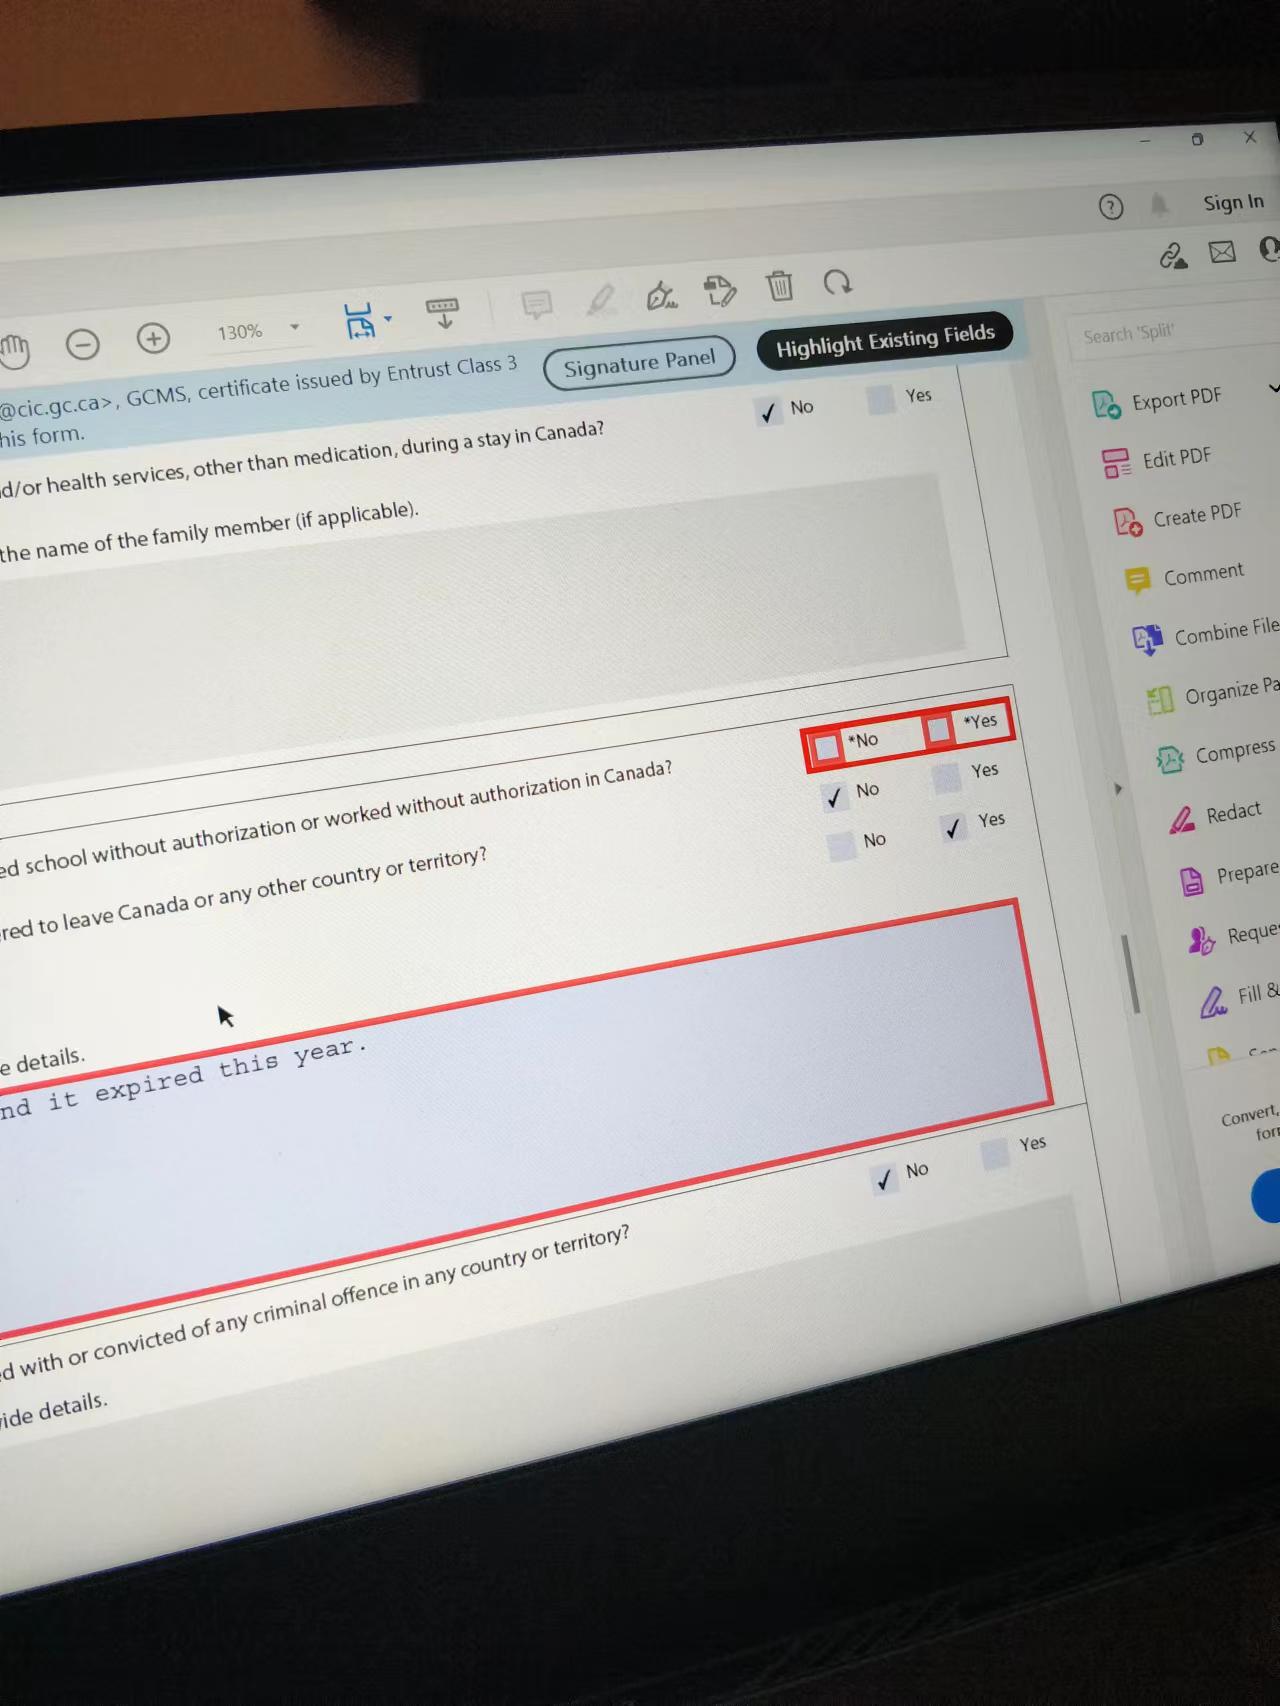 Sign In
130%
@cic.gc.ca>, GCMS, certificate issued by Entrust Class 3
his form.
Signature Panel
Highlight Existing Fields
Search 'Split'
Export PDF
Edit PDF
Create PDF
Comment
Combine File
Organize Pa
Compress
Redact
Prepare
Reque
Fill &
Convert,
for
d/or health services, other than medication, during a stay in Canada?
No Yes
the name of the family member (if applicable).
*No *Yes
ed school without authorization or worked without authorization in Canada?
No Yes
red to leave Canada or any other country or territory?
No Yes
e details.
nd it expired this year.
No Yes
d with or convicted of any criminal offence in any country or territory?
ide details.